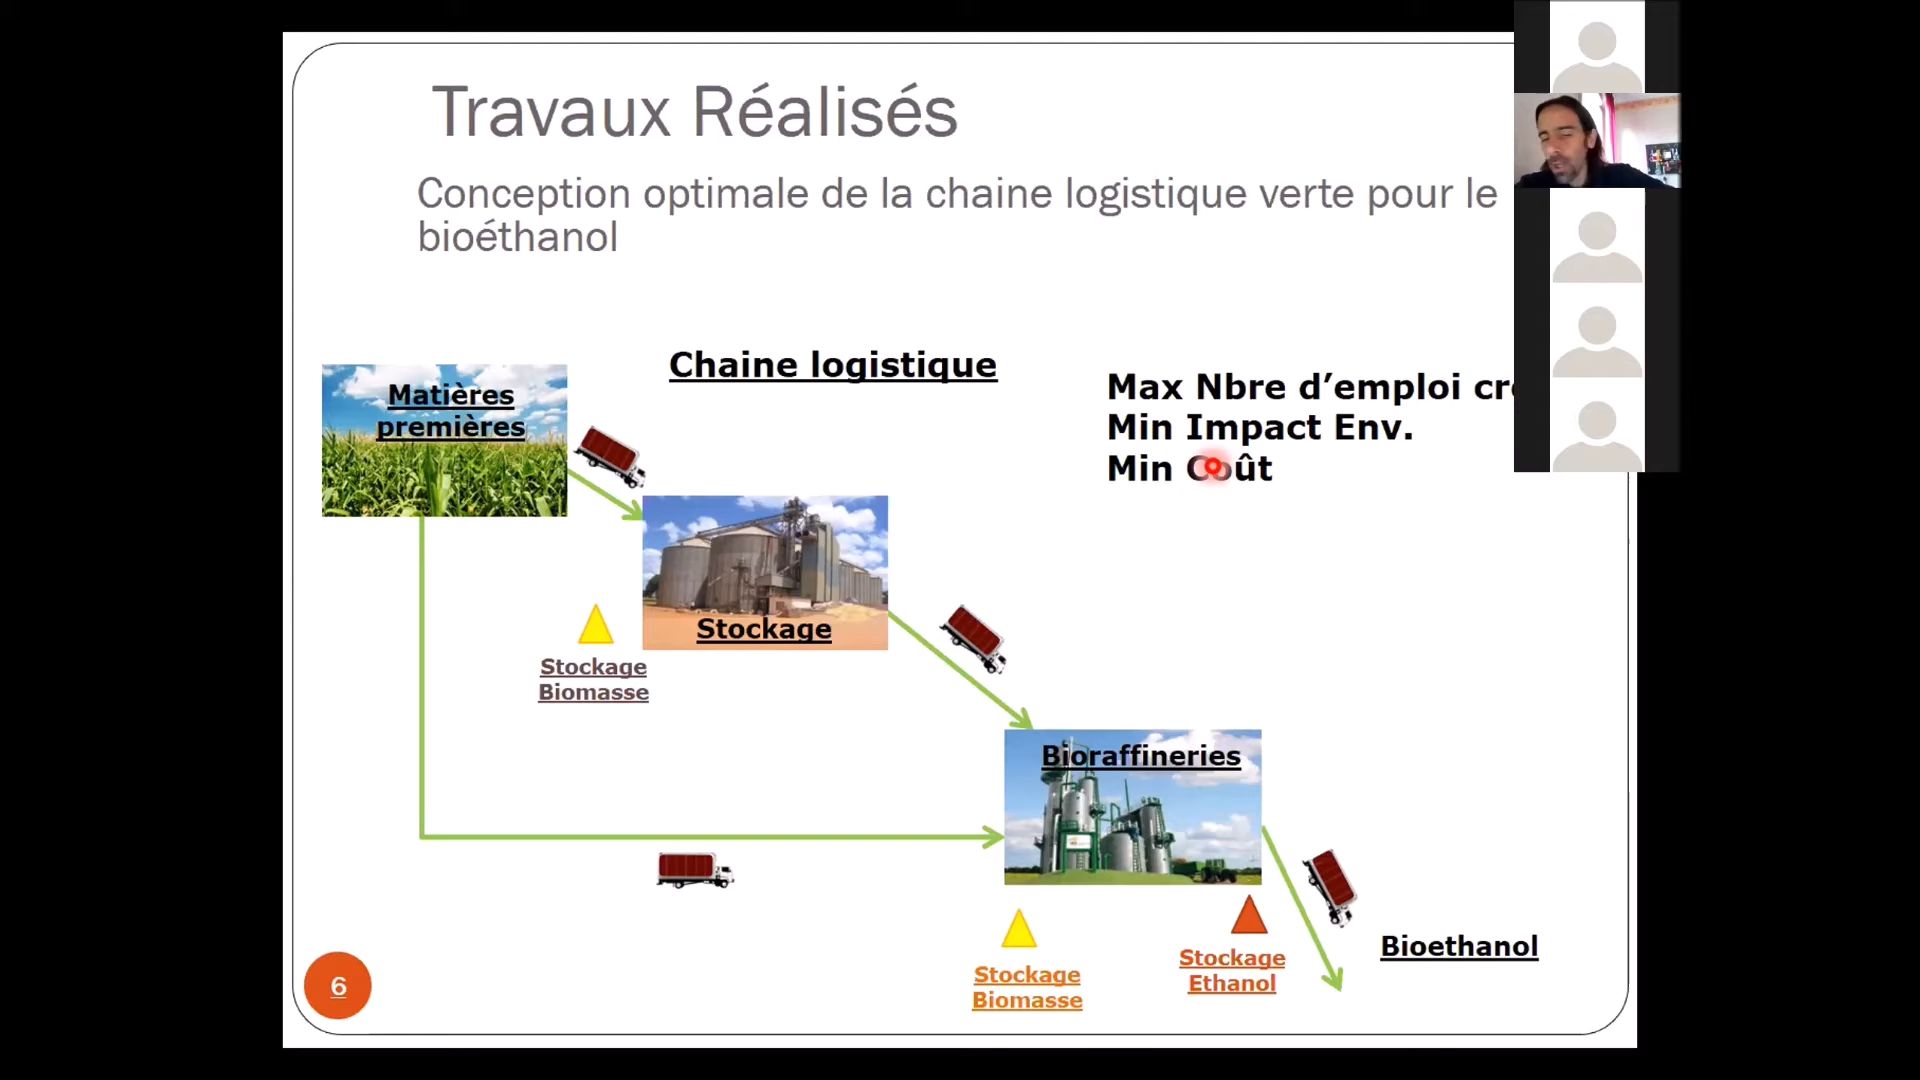 Travaux Réalisés
Conception optimale de la chaine logistique verte pour le
bioéthanol
Chaine logistique
Max Nbre d’emploi
Min Impact Env.
Min Coût
Matières
premières
Stockage
Stockage
Biomasse
Bioraffineries
Stockage
Biomasse
Stockage
Ethanol
Bioethanol
6